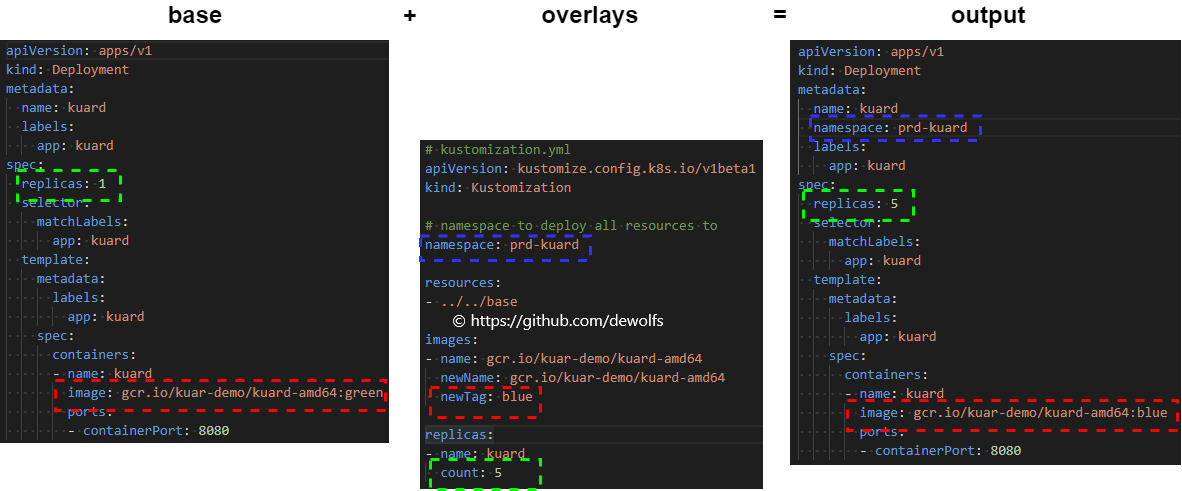 base + overlays = output
apiVersion: apps/v1
kind: Deployment
metadata:
  name: kuard
  labels:
    app: kuard
spec:
  replicas: 1
  selector:
    matchLabels:
      app: kuard
  template:
    metadata:
      labels:
        app: kuard
    spec:
      containers:
      - name: kuard
        image: gcr.io/kuar-demo/kuard-amd64:green
        ports:
        - containerPort: 8080
# kustomization.yml
apiVersion: kustomize.config.k8s.io/v1beta1
kind: Kustomization
# namespace to deploy all resources to
namespace: prd-kuard
resources:
- ../../base
© https://github.com/dewolfs
images:
- name: gcr.io/kuar-demo/kuard-amd64
  newName: gcr.io/kuar-demo/kuard-amd64
  newTag: blue
replicas:
- name: kuard
  count: 5
apiVersion: apps/v1
kind: Deployment
metadata:
  name: kuard
  namespace: prd-kuard
  labels:
    app: kuard
spec:
  replicas: 5
  selector:
    matchLabels:
      app: kuard
  template:
    metadata:
      labels:
        app: kuard
    spec:
      containers:
      - name: kuard
        image: gcr.io/kuar-demo/kuard-amd64:blue
        ports:
        - containerPort: 8080